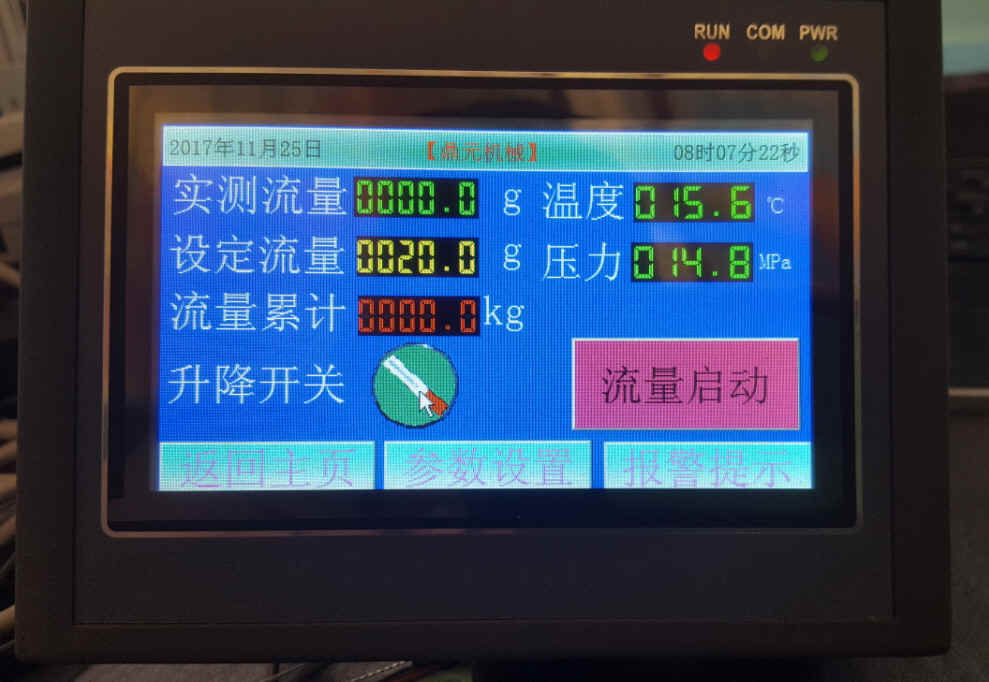 RUN COM PWR
2017年11月25日 【鼎元机械】 08时07分22秒
实测流量 0000.0 g 温度 015.6 ℃
设定流量 0020.0 g 压力 014.8 MPa
流量累计 0000.0 kg
升降开关 流量启动
返回主页 参数设置 报警提示